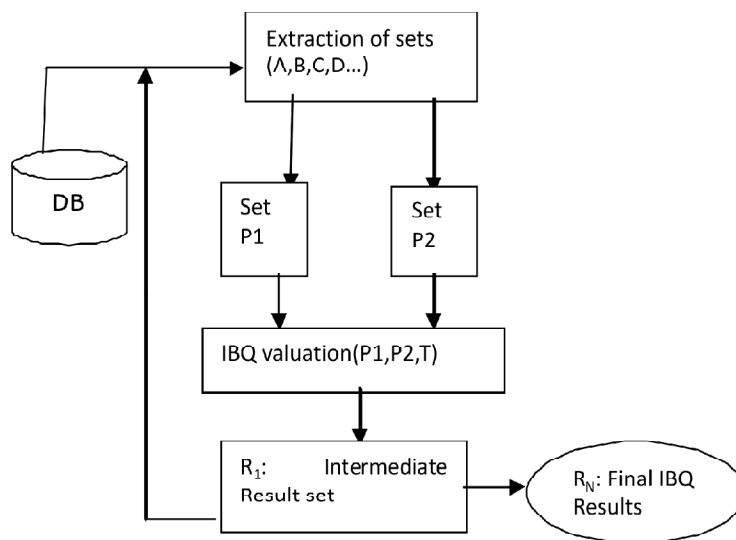 Extraction of sets
(A,B,C,D...)
DB
Set
P1
Set
P2
IBQ valuation(P1,P2,T)
R₁: Intermediate
Result set
R_N: Final IBQ
Results